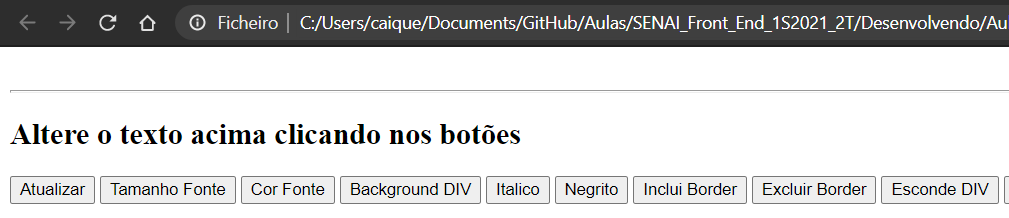 Ficheiro C:/Users/caique/Documents/GitHub/Aulas/SENAI_Front_End_1S2021_2T/Desenvolvendo/Au
Altere o texto acima clicando nos botões
Atualizar Tamanho Fonte Cor Fonte Background DIV Italico Negrito Inclui Border Excluir Border Esconde DIV